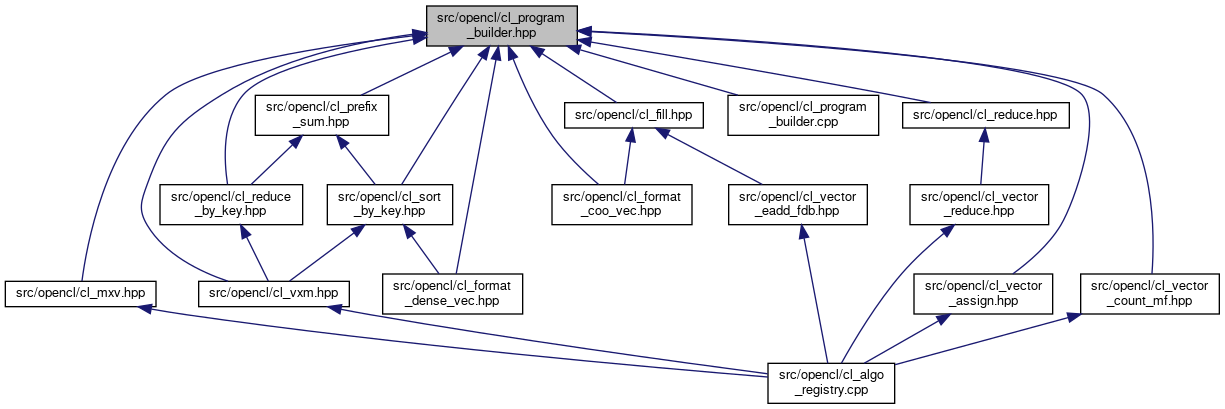 src/opencl/cl_program
_builder.hpp
src/opencl/cl_prefix
_sum.hpp
src/opencl/cl_fill.hpp
src/opencl/cl_program
_builder.cpp
src/opencl/cl_reduce.hpp
src/opencl/cl_reduce
_by_key.hpp
src/opencl/cl_sort
_by_key.hpp
src/opencl/cl_format
_coo_vec.hpp
src/opencl/cl_vector
_eadd_fdb.hpp
src/opencl/cl_vector
_reduce.hpp
src/opencl/cl_mxv.hpp
src/opencl/cl_vxm.hpp
src/opencl/cl_format
_dense_vec.hpp
src/opencl/cl_vector
_assign.hpp
src/opencl/cl_vector
_count_mf.hpp
src/opencl/cl_algo
_registry.cpp